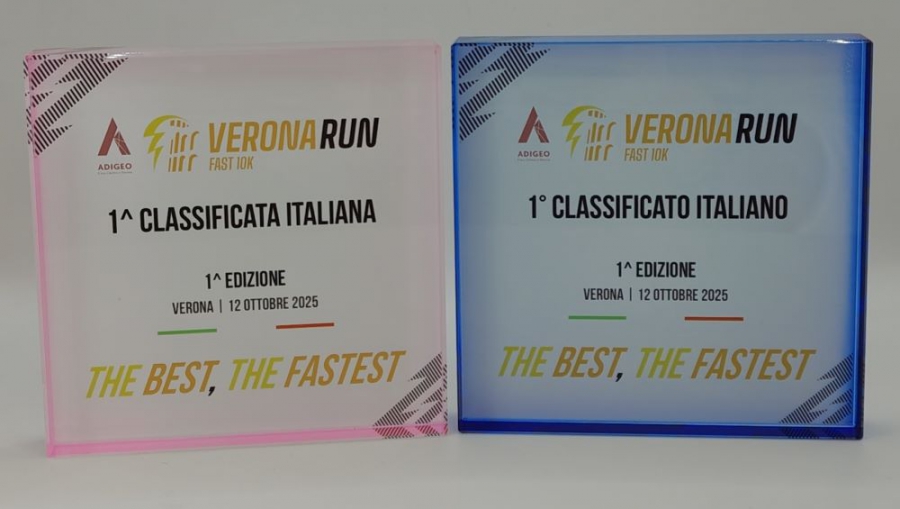 ADIGEO
VERONA RUN
FAST 10K
1^ CLASSIFICATA ITALIANA
1^ EDIZIONE
VERONA | 12 OTTOBRE 2025
THE BEST, THE FASTEST
ADIGEO
VERONA RUN
FAST 10K
1° CLASSIFICATO ITALIANO
1^ EDIZIONE
VERONA | 12 OTTOBRE 2025
THE BEST, THE FASTEST